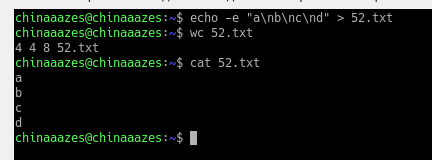 chinaaazes@chinaaazes:~$ echo -e "a\nb\nc\nd" > 52.txt
chinaaazes@chinaaazes:~$ wc 52.txt
4 4 8 52.txt
chinaaazes@chinaaazes:~$ cat 52.txt
a
b
c
d
chinaaazes@chinaaazes:~$